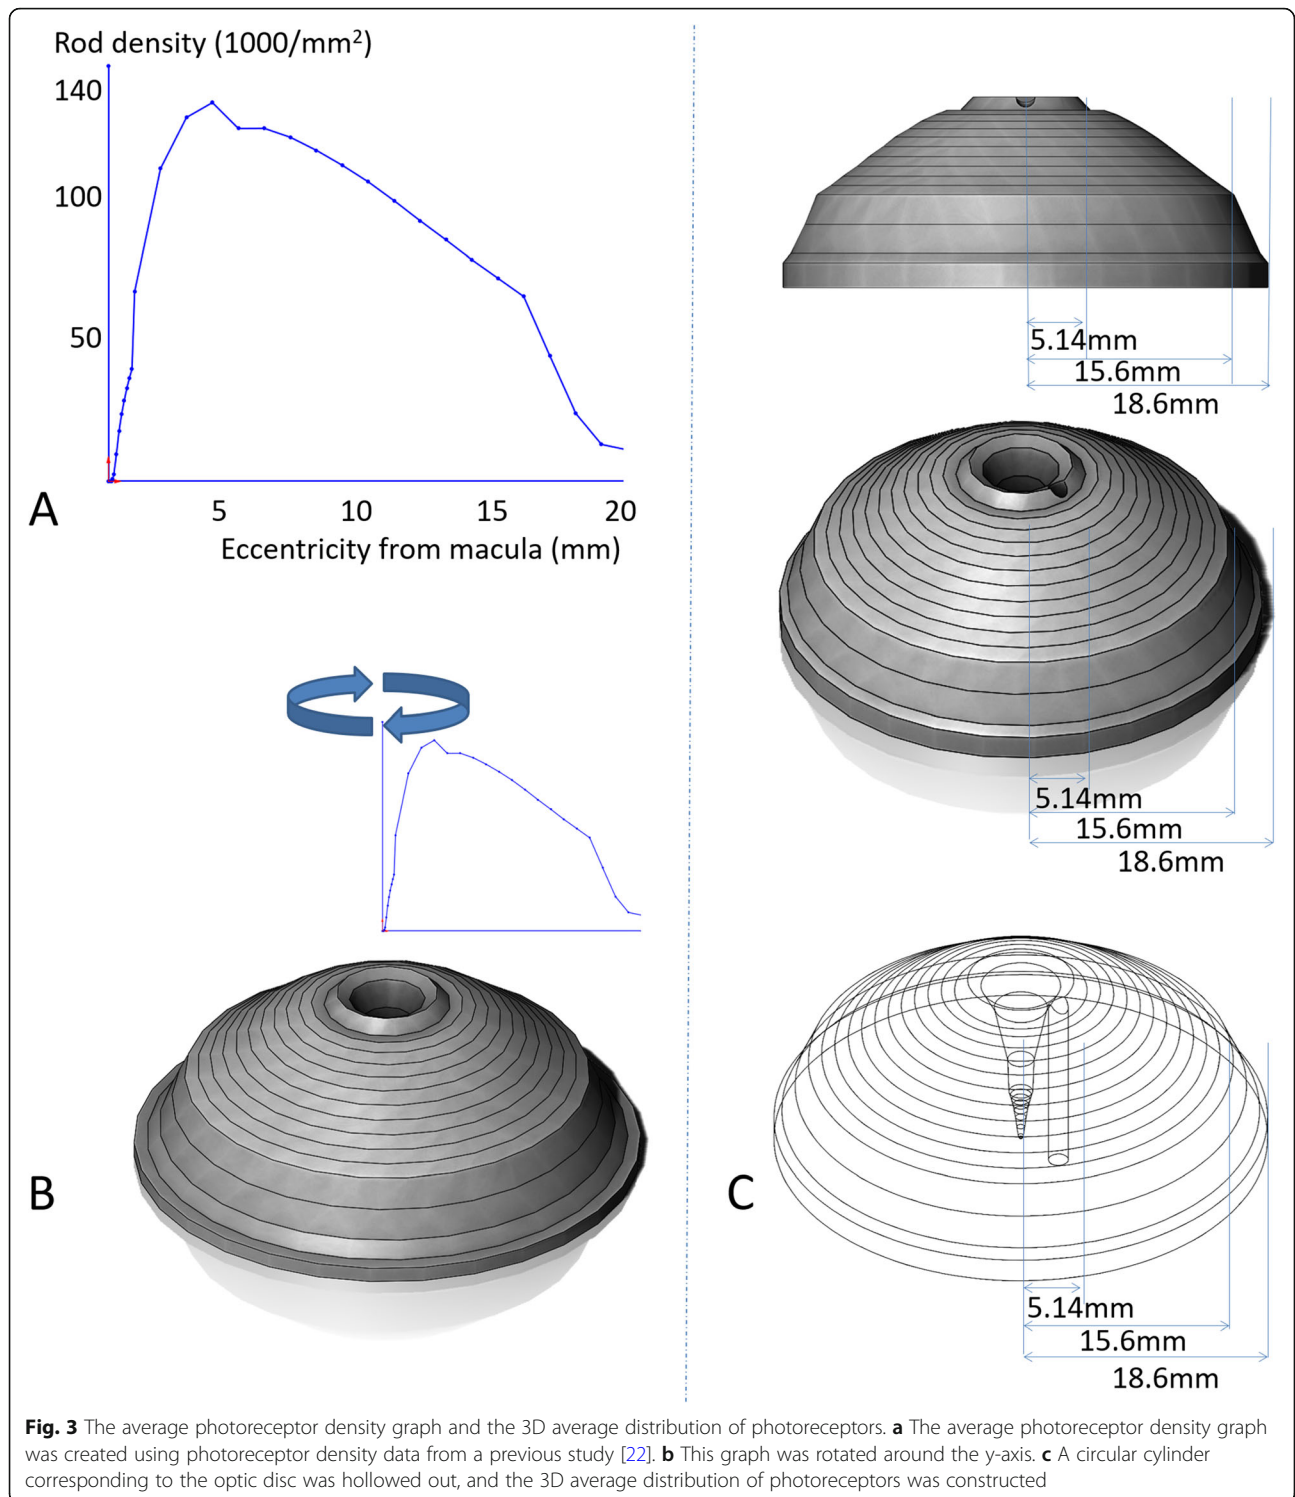 Rod density (1000/mm²)
140
100
50
5 10 15 20
Eccentricity from macula (mm)
A
B
5.14mm
15.6mm
18.6mm
5.14mm
15.6mm
18.6mm
C
5.14mm
15.6mm
18.6mm
Fig. 3 The average photoreceptor density graph and the 3D average distribution of photoreceptors. a The average photoreceptor density graph
was created using photoreceptor density data from a previous study [22]. b This graph was rotated around the y-axis. c A circular cylinder
corresponding to the optic disc was hollowed out, and the 3D average distribution of photoreceptors was constructed